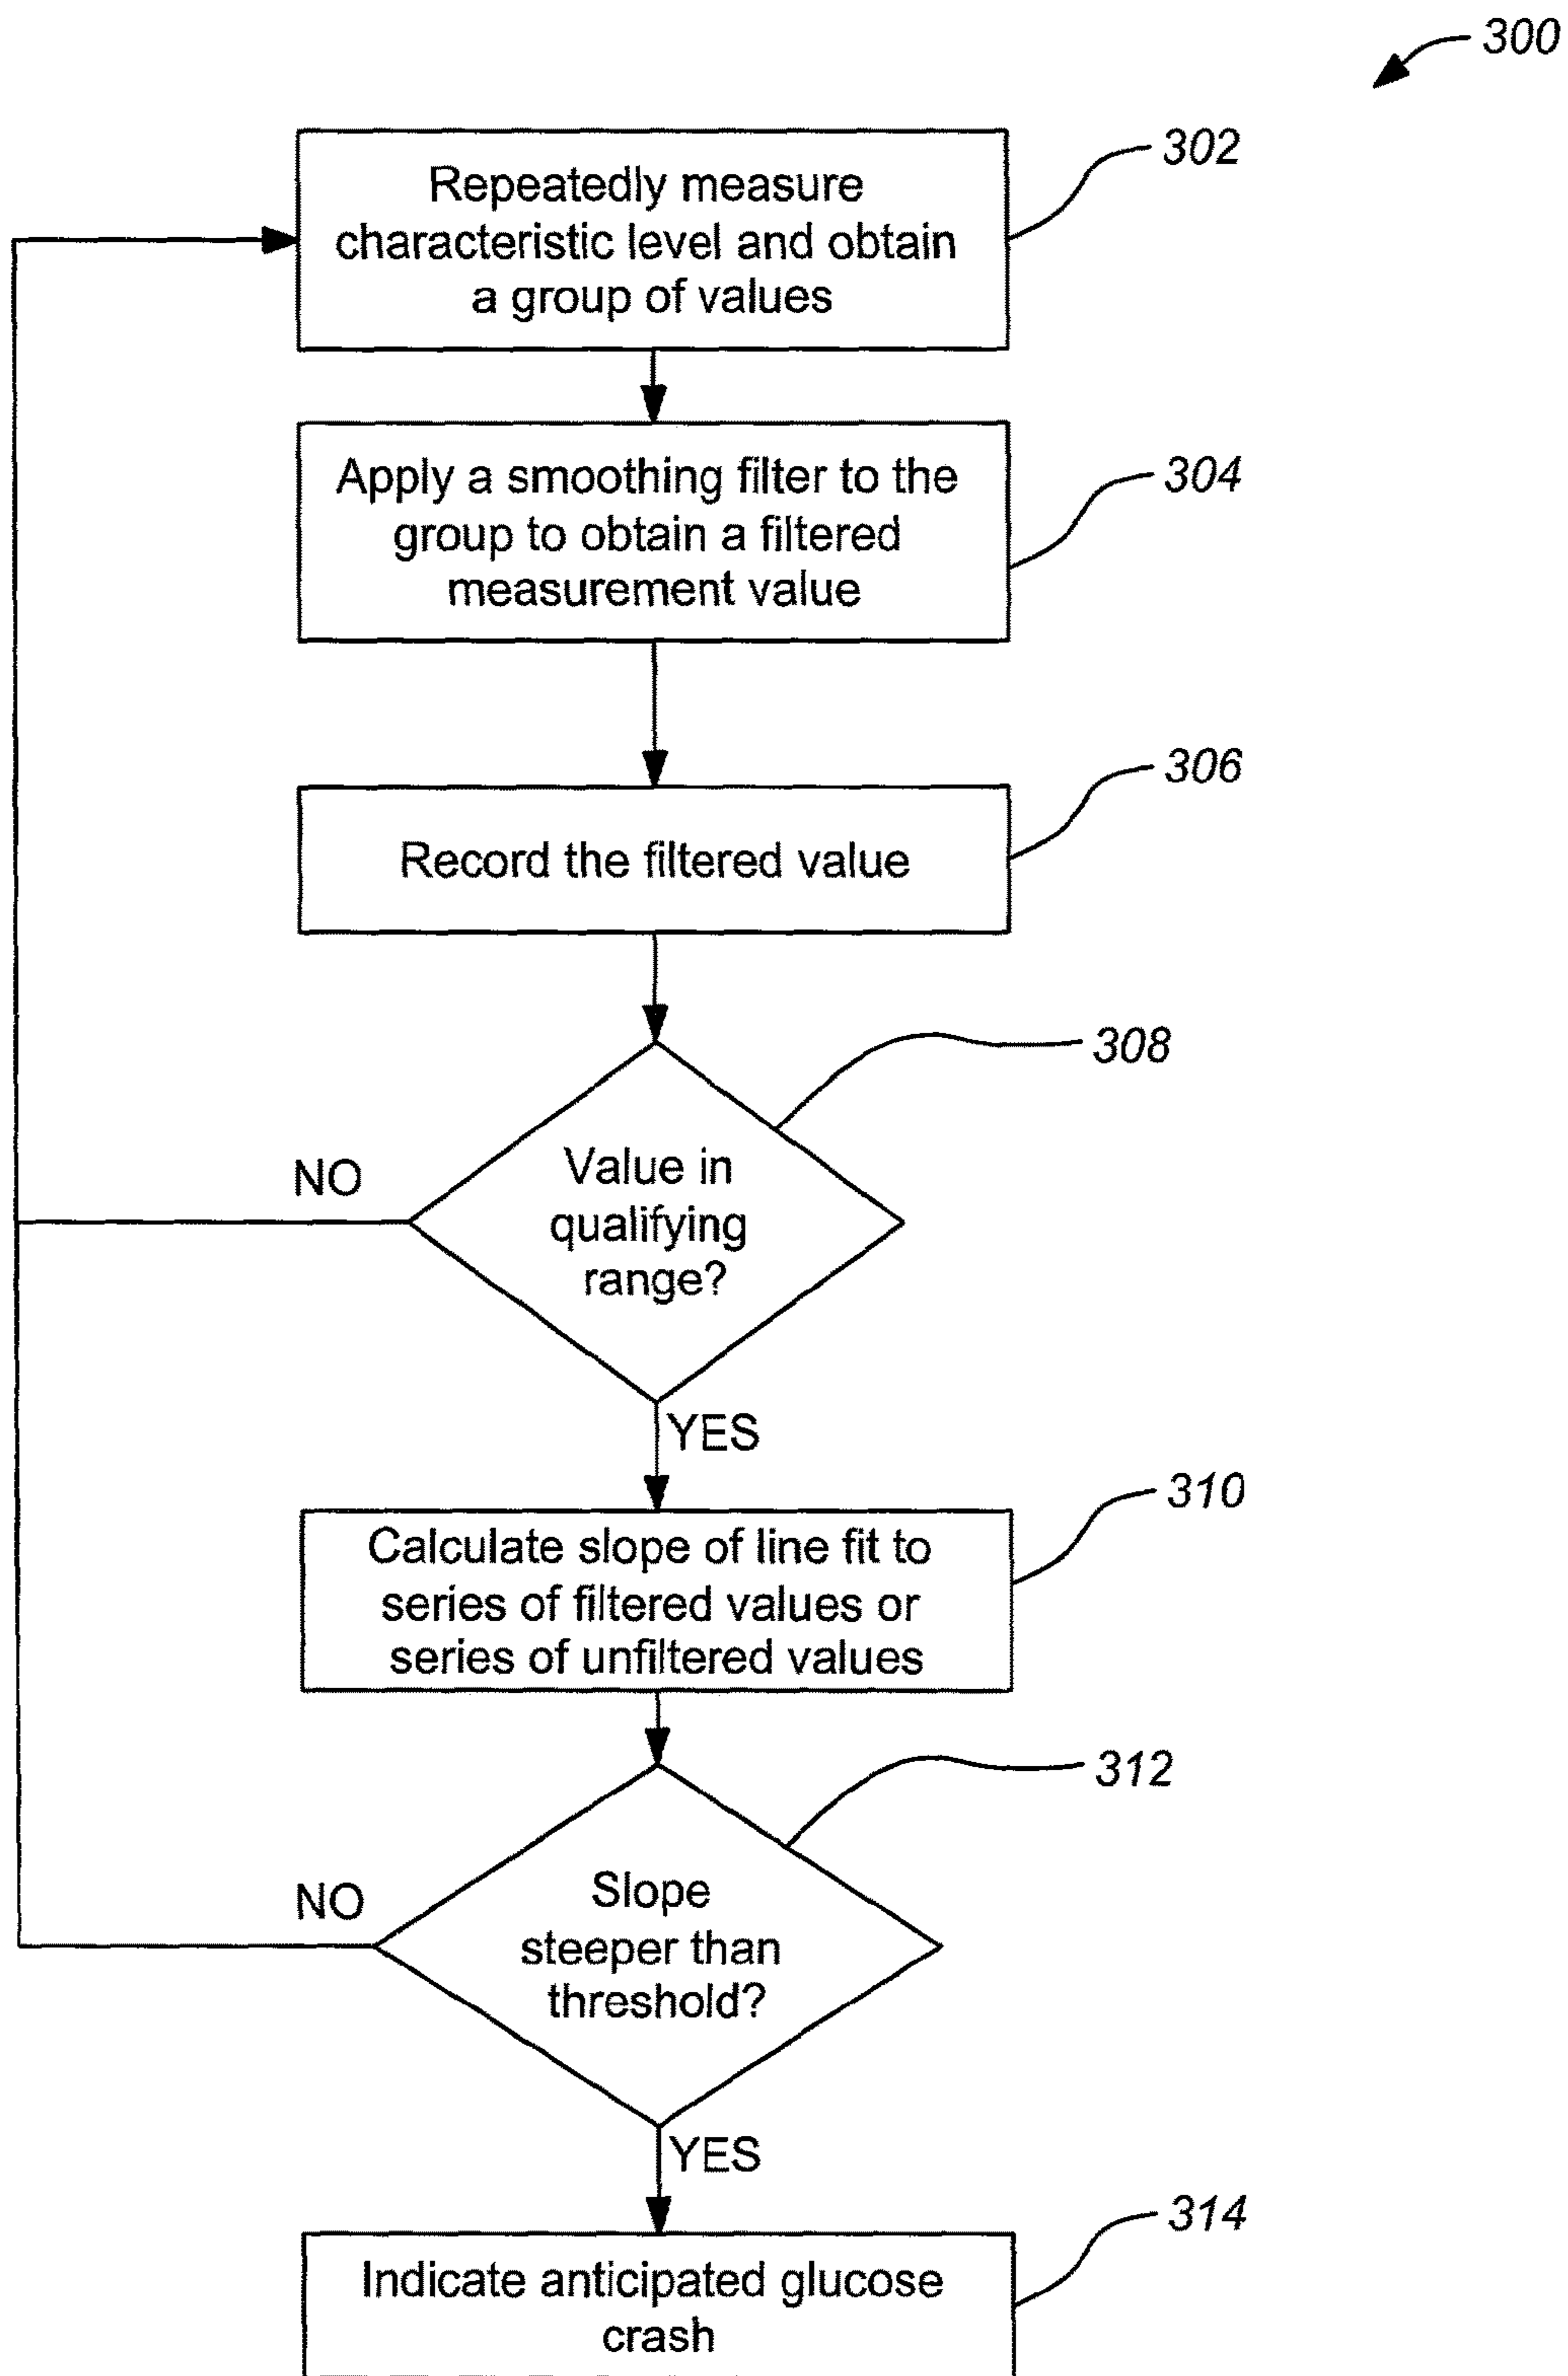 300
302
Repeatedly measure
characteristic level and obtain
a group of values
304
Apply a smoothing filter to the
group to obtain a filtered
measurement value
306
Record the filtered value
308
Value in
qualifying
range?
NO
YES
310
Calculate slope of line fit to
series of filtered values or
series of unfiltered values
312
Slope
steeper than
threshold?
NO
YES
314
Indicate anticipated glucose
crash